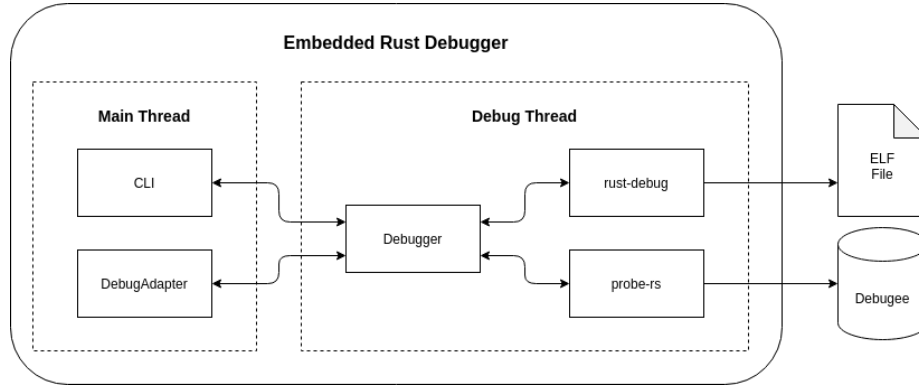 Embedded Rust Debugger
Main Thread
Debug Thread
CLI
rust-debug
ELF
File
Debugger
DebugAdapter
probe-rs
Debugee